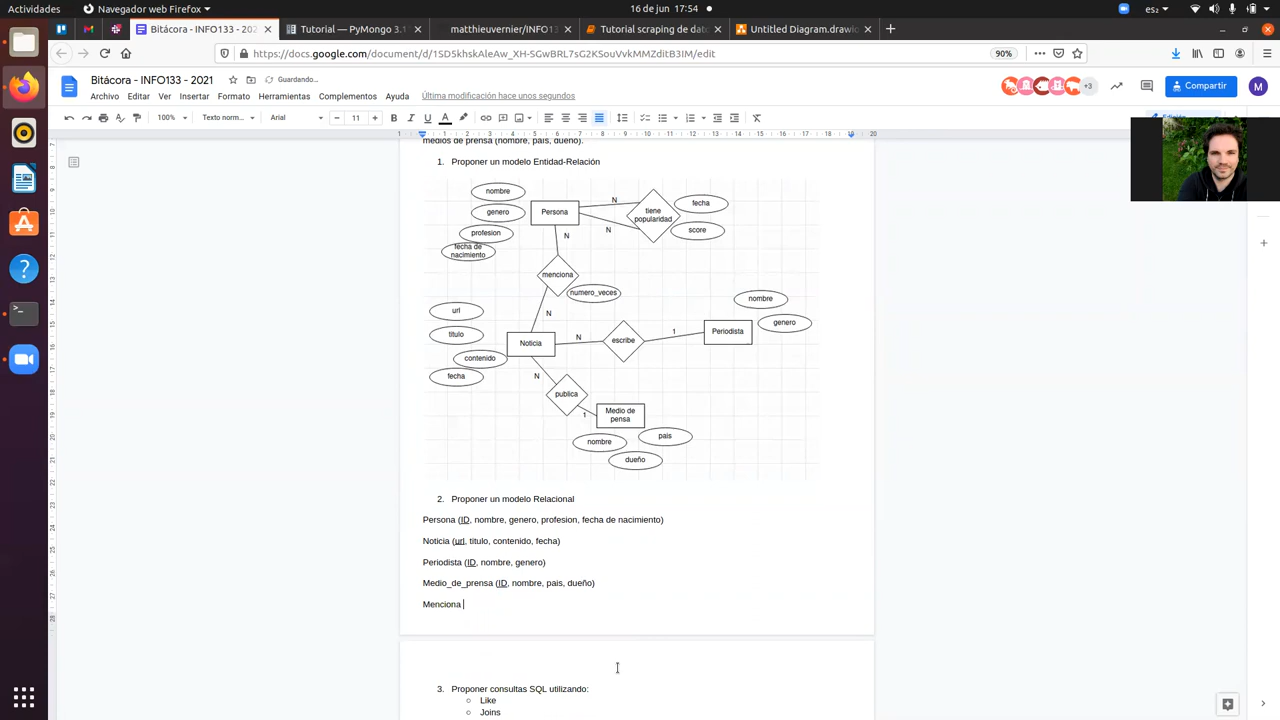 Actividades
Navegador web Firefox
16 de jun 17:54
es₂
Bitácora - INFO133 - 202
Tutorial — PyMongo 3.1
matthieuvernier/INFO13
Tutorial scraping de dat
Untitled Diagram.drawio
https://docs.google.com/document/d/1SDSkhskAleAw_XH-SGwBRL7sG2KSouVvkMMZditB3IM/edit
90%
Bitácora - INFO133 - 2021
Guardando...
Archivo Editar Ver Insertar Formato Herramientas Complementos Ayuda
Última modificación hace unos segundos
+3
Compartir
M
100%
Texto norm...
Arial
11
Edición
medios de prensa (nombre, pais, dueño).
1. Proponer un modelo Entidad-Relación
nombre
genero
profesion
fecha de
nacimiento
Persona
N
N
tiene
popularidad
fecha
score
N
menciona
numero_veces
N
url
titulo
contenido
fecha
Noticia
N
escribe
1
Periodista
nombre
genero
N
publica
1
Medio de
pensa
nombre
pais
dueño
2. Proponer un modelo Relacional
Persona (ID, nombre, genero, profesion, fecha de nacimiento)
Noticia (url, titulo, contenido, fecha)
Periodista (ID, nombre, genero)
Medio_de_prensa (ID, nombre, pais, dueño)
Menciona
3. Proponer consultas SQL utilizando:
Like
Joins